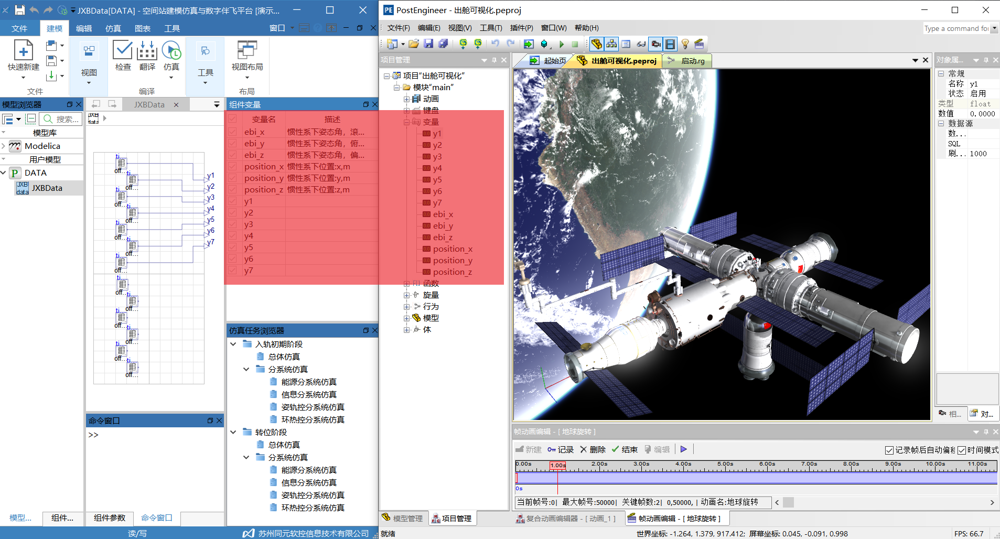 JXBData[DATA] - 空间站建模仿真与数字伴飞平台 [演示...
文件 建模 编辑 仿真 图表 工具 窗口
快速新建 视图 检查 翻译 仿真 工具 视图布局
文件 编译 布局
模型浏览器
搜索...
模型库
Modelica
用户模型
DATA
JXBData
JXBData
ti...
off...
ti...
off...
ti...
off...
ti...
off...
ti...
off...
ti...
off...
ti...
off...
ti...
off...
ti...
off...
ti...
off...
ti...
off...
ti...
off...
ti...
off...
y1
y2
y3
y4
y5
y6
y7
命令窗口
>>
模型... 组件... 组件参数 命令窗口
读/写
组件变量
变量名 描述
ebi_x 惯性系下姿态角，滚...
ebi_y 惯性系下姿态角，俯...
ebi_z 惯性系下姿态角，偏...
position_x 惯性系下位置:x,m
position_y 惯性系下位置:y,m
position_z 惯性系下位置:z,m
y1
y2
y3
y4
y5
y6
y7
仿真任务浏览器
入轨初期阶段
总体仿真
分系统仿真
能源分系统仿真
信息分系统仿真
姿轨控分系统仿真
环热控分系统仿真
转位阶段
总体仿真
分系统仿真
能源分系统仿真
信息分系统仿真
姿轨控分系统仿真
环热控分系统仿真
苏州同元软控信息技术有限公司
PE PostEngineer - 出舱可视化.peproj
文件(F) 编辑(E) 视图(V) 工具(T) 插件(P) 窗口(W) 帮助(H)
Type a command for
项目管理
项目“出舱可视化”
模块“main”
动画
键盘
变量
y1
y2
y3
y4
y5
y6
y7
ebi_x
ebi_y
ebi_z
position_x
position_y
position_z
函数
旋量
行为
模型
体
模型管理 项目管理
就绪
起始页 出舱可视化.peproj 启动.rg
对象属...
常规
名称 y1
状态 启用
类型 float
数值 0.0000
数据源
数...
SQL
刷... 1000
相... 对...
帧动画编辑 - [ 地球旋转 ]
新建 记录 删除 结束 编辑
记录帧后自动偏移 时间模式
0.00s 1.00s 2.00s 3.00s 4.00s 5.00s 6.00s 7.00s 8.00s 9.00s 10.00s 11.00s
0s
当前帧号:0| 最大帧号:50000| 关键帧数:2| 0,50000, | 动画名:地球旋转
复合动画编辑器 - [ 动画_1 ] 帧动画编辑 - [ 地球旋转 ]
世界坐标: -1.264, 1.379, 917.412; 屏幕坐标: 0.045, -0.091, 0.998 FPS: 66.7